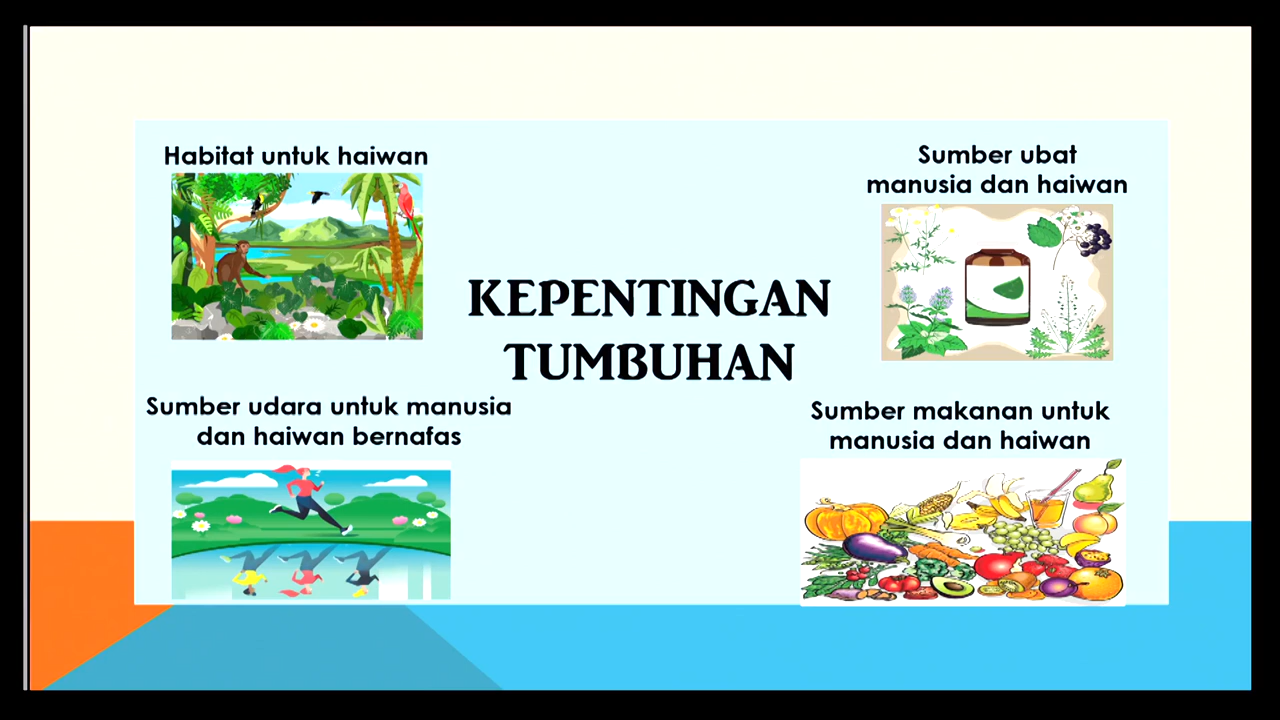 Habitat untuk haiwan
Sumber ubat
manusia dan haiwan
KEPENTINGAN
TUMBUHAN
Sumber udara untuk manusia
dan haiwan bernafas
Sumber makanan untuk
manusia dan haiwan